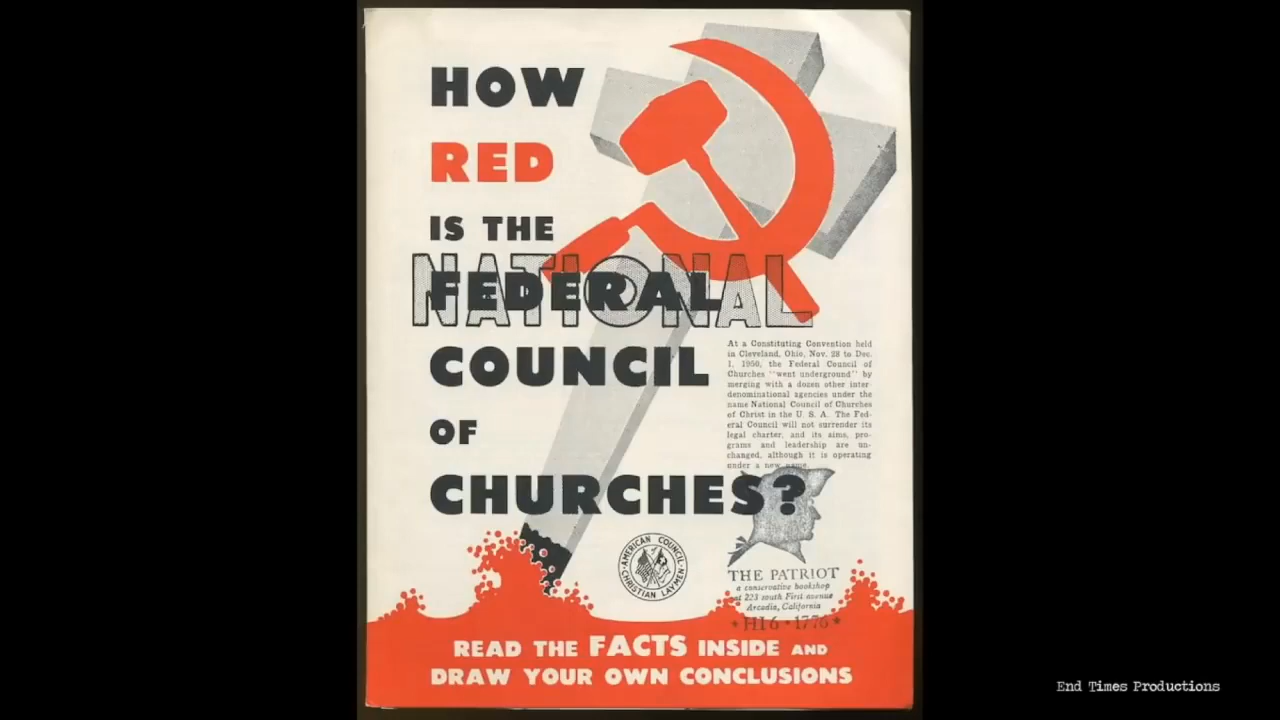 HOW
RED
IS THE
NATIONAL
FEDERAL
COUNCIL
OF
CHURCHES?
At a Constituting Convention held
in Cleveland, Ohio, Nov. 28 to Dec.
1, 1950, the Federal Council of
Churches "went underground" by
merging with a dozen other inter-
denominational agencies under the
name National Council of Churches
of Christ in the U. S. A. The Fed-
eral Council will not surrender its
legal charter, and its aims, pro-
grams and leadership are un-
changed, although it is operating
under a new name.
AMERICAN COUNCIL
CHRISTIAN LAYMEN
THE PATRIOT
a conservative bookshop
at 223 south First avenue
Arcadia, California
* HI6 • 1776 *
READ THE FACTS INSIDE AND
DRAW YOUR OWN CONCLUSIONS
End Times Productions